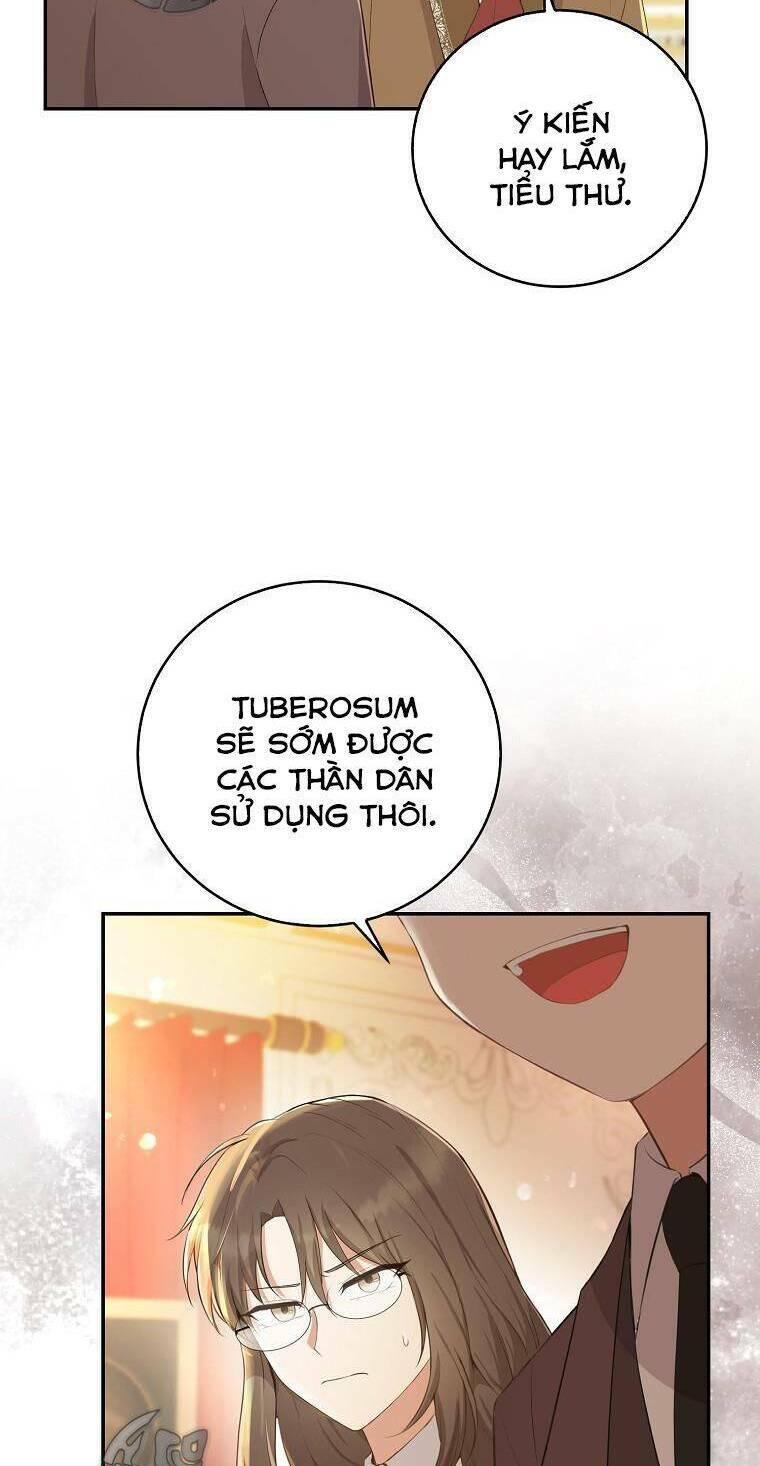 Ý KIẾN
HAY LẮM,
TIỂU THƯ.
TUBEROSUM
SẼ SỚM ĐƯỢC
CÁC THẦN DÂN
SỬ DỤNG THÔI.